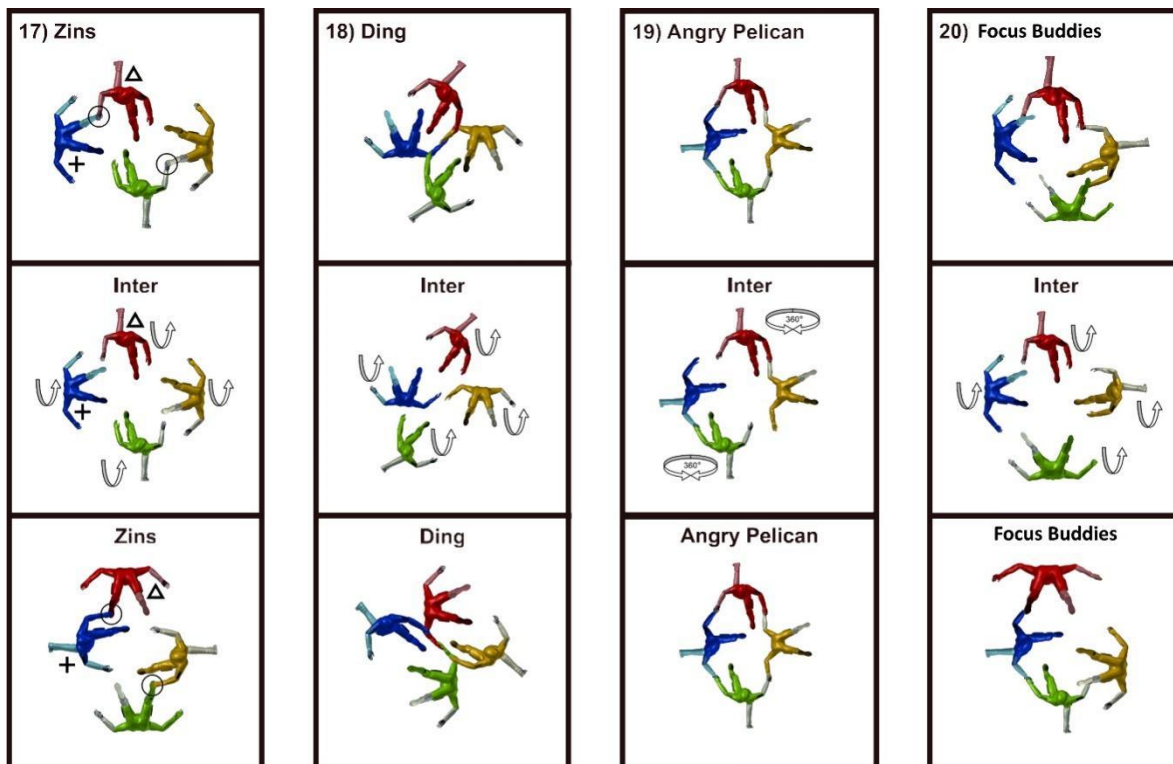 17) Zins
Δ
+
Inter
Δ
+
Zins
Δ
+
18) Ding
Inter
Ding
19) Angry Pelican
Inter
360°
360°
Angry Pelican
20) Focus Buddies
Inter
Focus Buddies